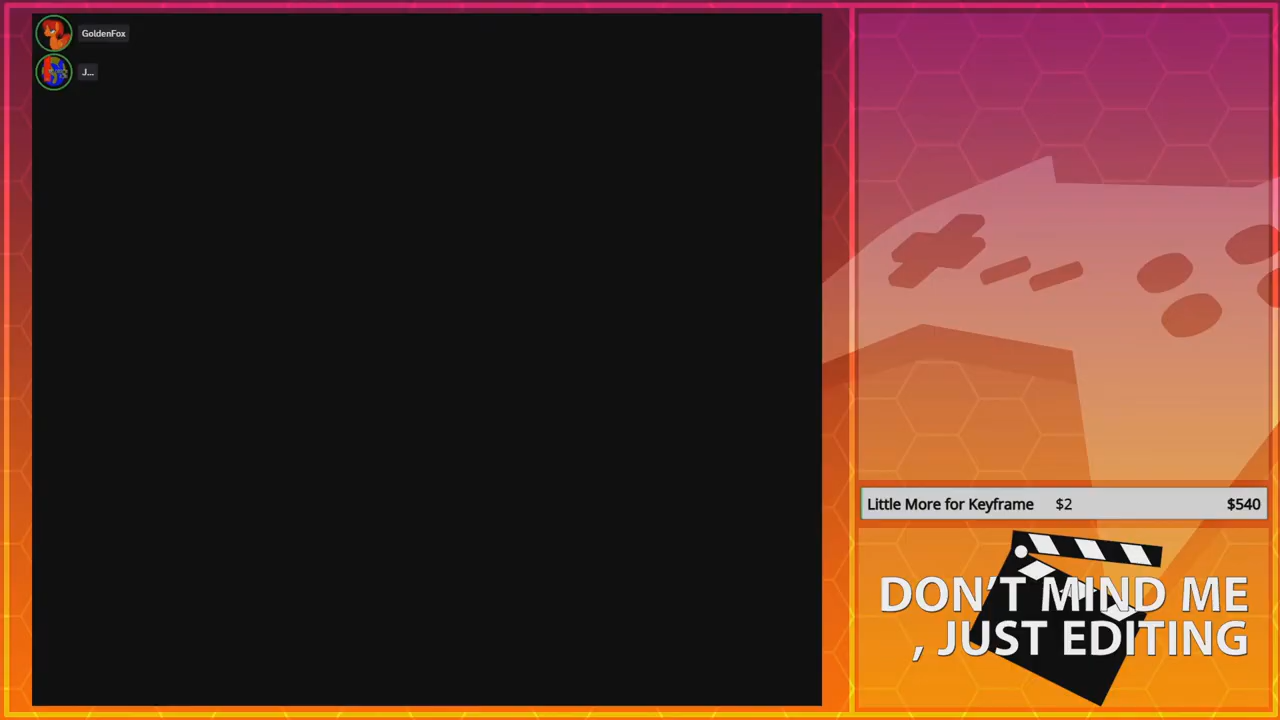 GoldenFox
J...
Little More for Keyframe $2 $540
DON'T MIND ME
, JUST EDITING